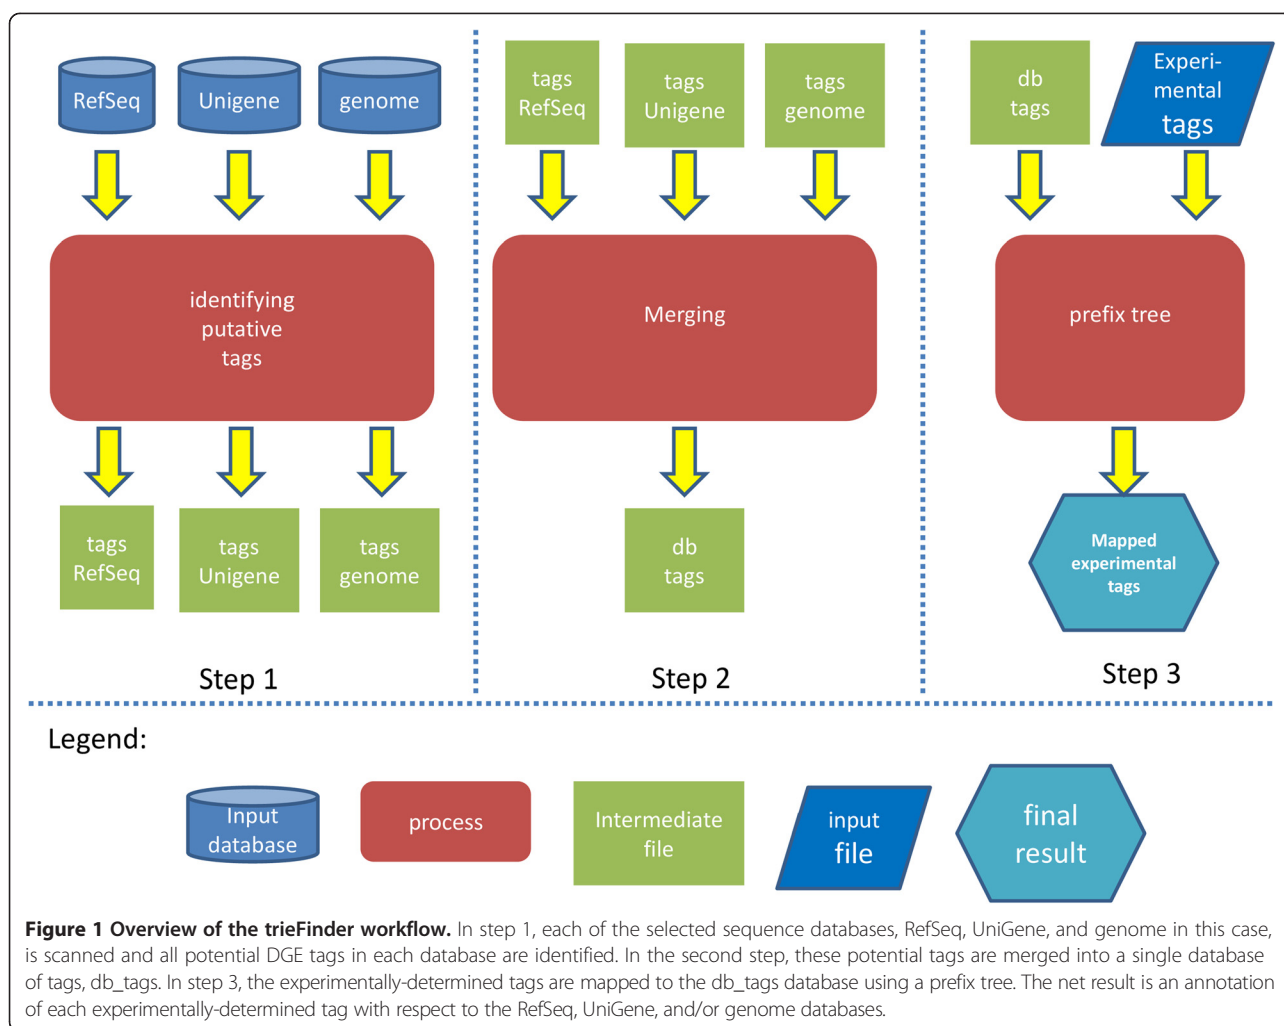 RefSeq
Unigene
genome
identifying
putative
tags
tags
RefSeq
tags
Unigene
tags
genome
Step 1
tags
RefSeq
tags
Unigene
tags
genome
Merging
db
tags
Step 2
db
tags
Experi-
mental
tags
prefix tree
Mapped
experimental
tags
Step 3
Legend:
Input
database
process
Intermediate
file
input
file
final
result
Figure 1 Overview of the trieFinder workflow. In step 1, each of the selected sequence databases, RefSeq, UniGene, and genome in this case,
is scanned and all potential DGE tags in each database are identified. In the second step, these potential tags are merged into a single database
of tags, db_tags. In step 3, the experimentally-determined tags are mapped to the db_tags database using a prefix tree. The net result is an annotation
of each experimentally-determined tag with respect to the RefSeq, UniGene, and/or genome databases.